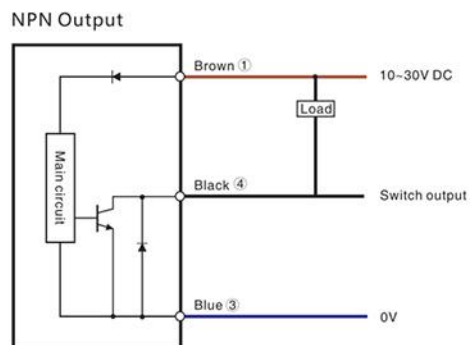 NPN Output
Brown ①
10~30V DC
Load
Main circuit
Black ④
Switch output
Blue ③
0V